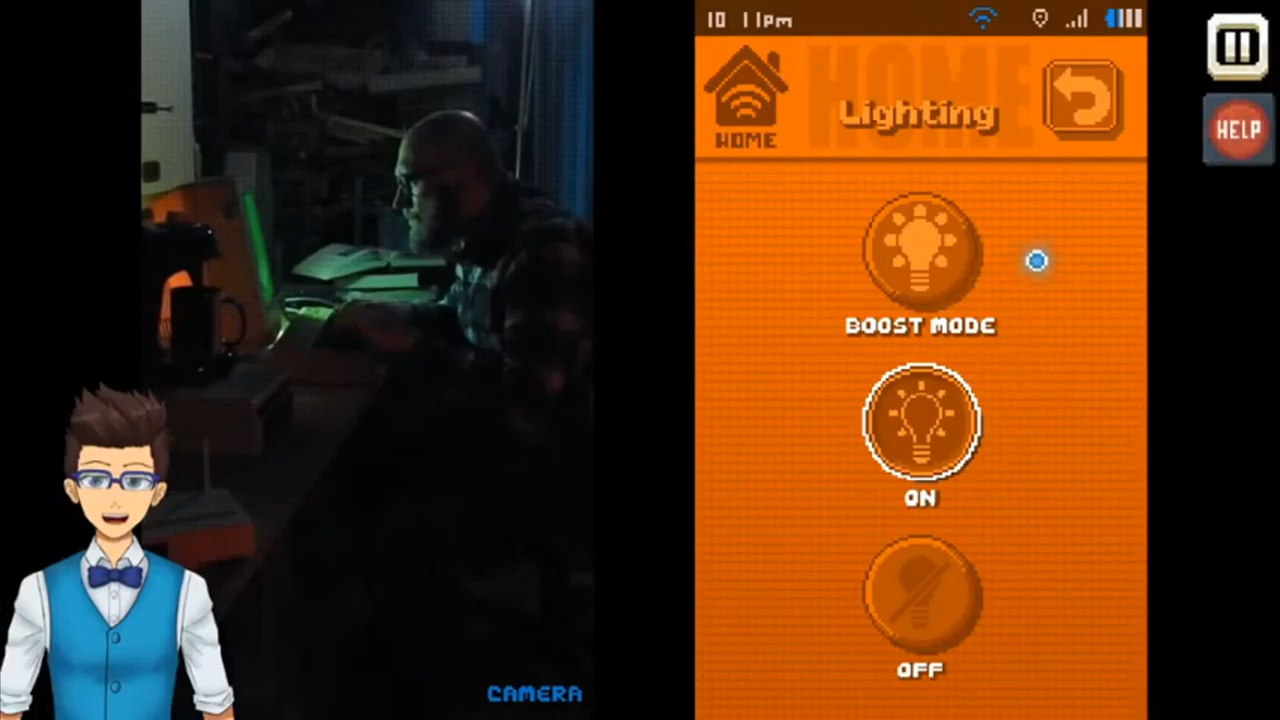 10 11pm
HOME
Lighting
HOME
HELP
BOOST MODE
ON
OFF
CAMERA